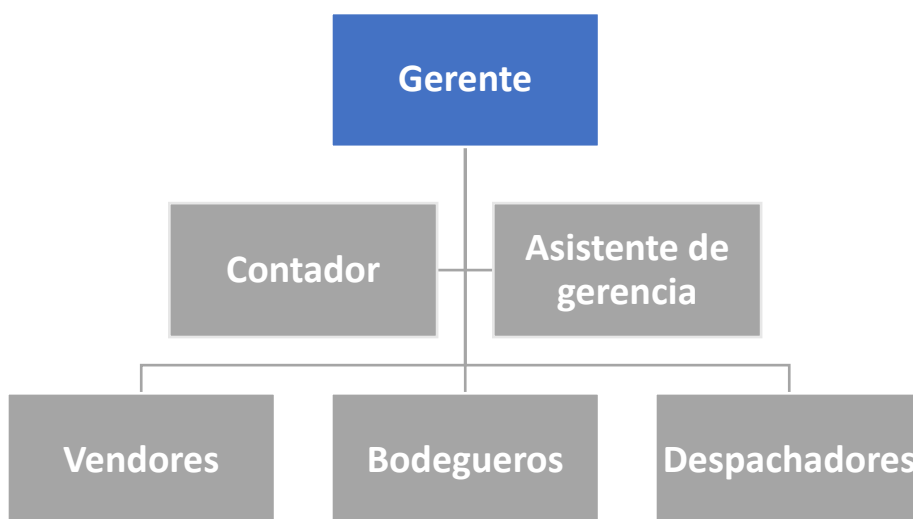 Gerente
Contador
Asistente de
gerencia
Vendores
Bodegueros
Despachadores